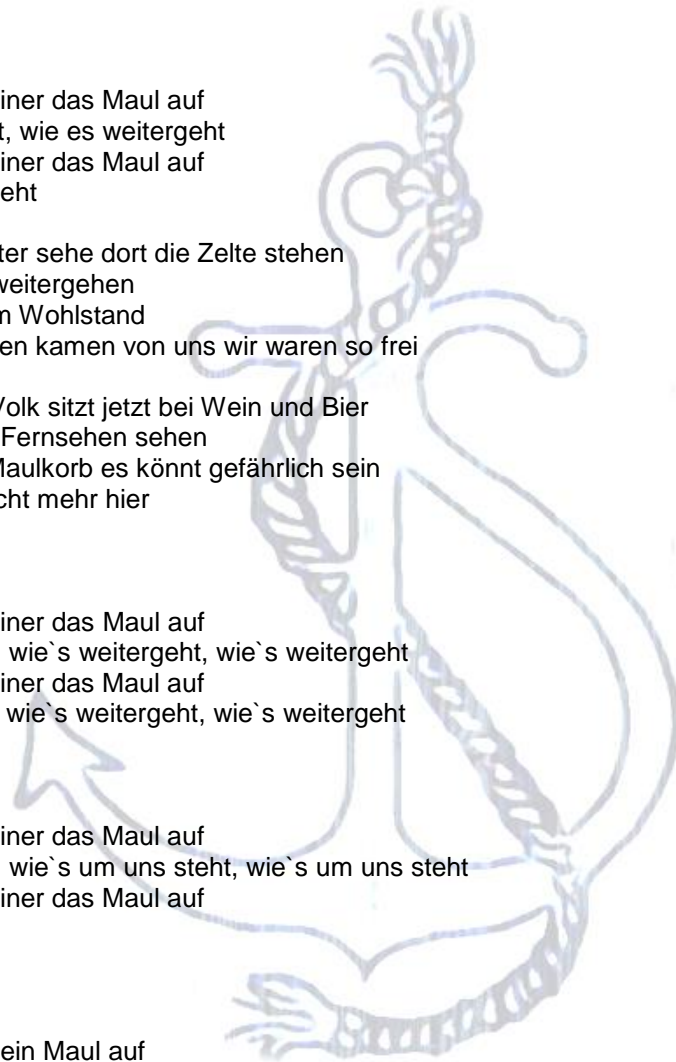 iner das Maul auf
t, wie es weitergeht
iner das Maul auf
eht
ter sehe dort die Zelte stehen
weitergehen
m Wohlstand
en kamen von uns wir waren so frei
Volk sitzt jetzt bei Wein und Bier
Fernsehen sehen
Maulkorb es könnt gefährlich sein
cht mehr hier
iner das Maul auf
wie`s weitergeht, wie`s weitergeht
iner das Maul auf
wie`s weitergeht, wie`s weitergeht
iner das Maul auf
wie`s um uns steht, wie`s um uns steht
iner das Maul auf
ein Maul auf